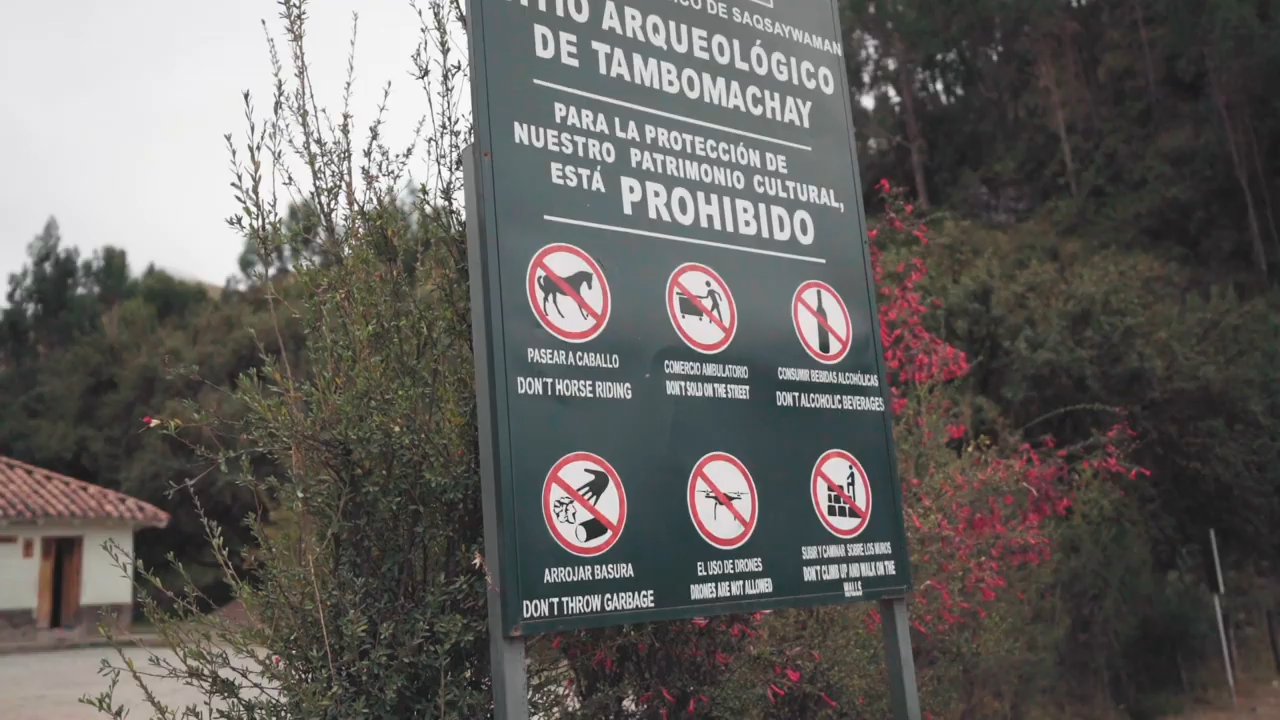 DE SAQSAYWAMAN
ARQUEOLÓGICO
DE TAMBOMACHAY
PARA LA PROTECCIÓN DE
NUESTRO PATRIMONIO CULTURAL,
ESTÁ PROHIBIDO
PASEAR A CABALLO
DON'T HORSE RIDING
COMERCIO AMBULATORIO
DON'T SOLD ON THE STREET
CONSUMIR BEBIDAS ALCOHÓLICAS
DON'T ALCOHOLIC BEVERAGES
ARROJAR BASURA
DON'T THROW GARBAGE
EL USO DE DRONES
DRONES ARE NOT ALLOWED
SUBIR Y CAMINAR SOBRE LOS MUROS
DON'T CLIMB UP AND WALK ON THE
WALLS